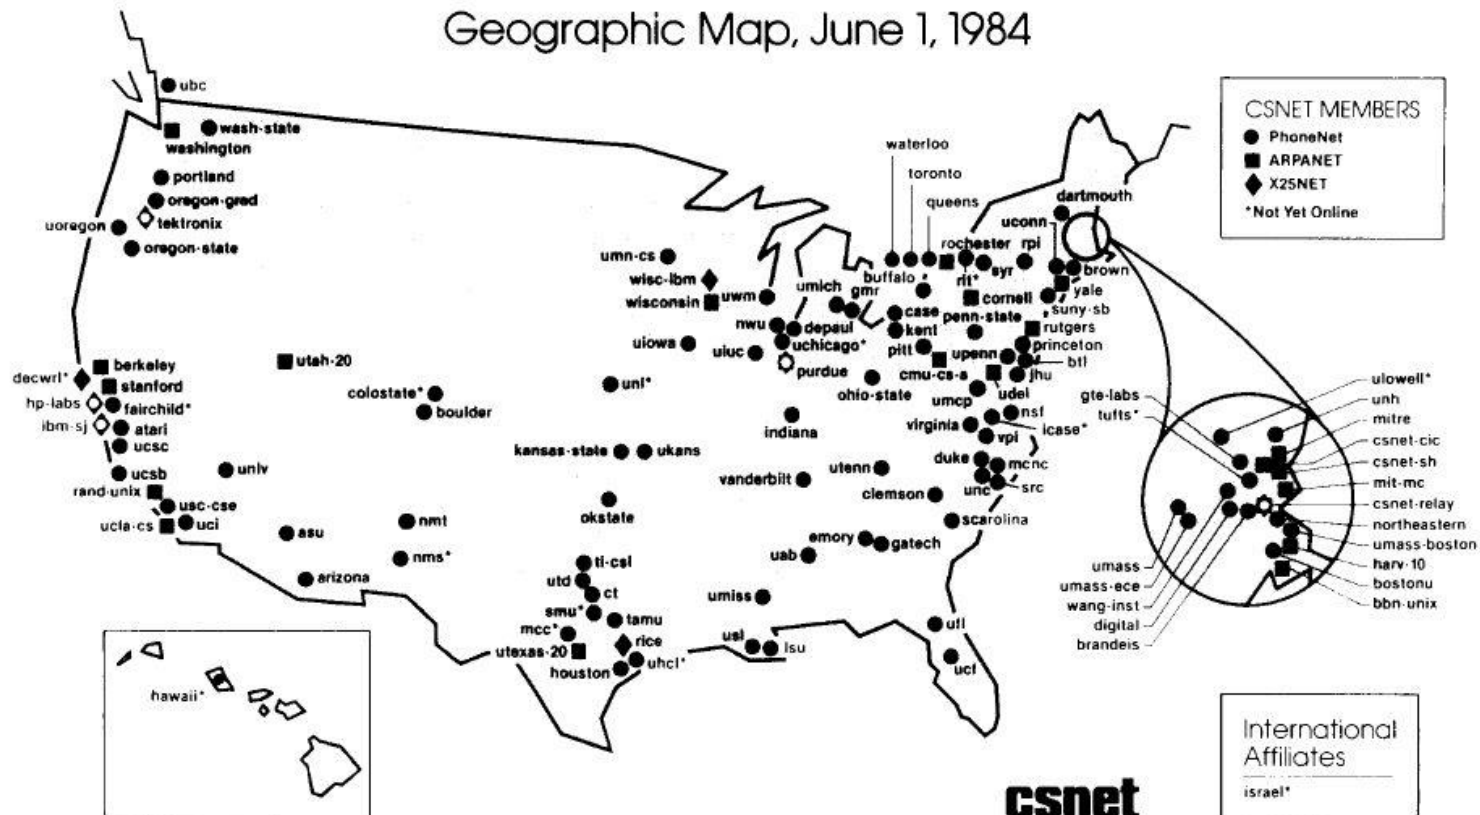 Geographic Map, June 1, 1984
CSNET MEMBERS
PhoneNet
ARPANET
X25NET
*Not Yet Online
ubc
wash-state
washington
portland
oregon-grad
tektronix
uoregon
oregon-state
waterloo
toronto
queens
dartmouth
uconn
rochester
rpi
umn-cs
wisc-ibm
wisconsin
uwm
umich
gmr
buffalo
rit*
syr
brown
yale
cornell
suny-sb
penn-state
case
kent
pitt
rutgers
princeton
btl
nwu
depaul
uchicago*
uiowa
uiuc
purdue
upenn
cmu-cs-a
udel
jhu
ohio-state
umcp
nsf
icase*
virginia
vpi
indiana
berkeley
decwrl*
stanford
hp-labs
fairchild*
ibm-sj
atari
ucsc
ucsb
rand-unix
usc-cse
ucla-cs
uci
utah-20
colostate*
boulder
unl*
kansas-state
ukans
univ
asu
nmt
nms*
arizona
okstate
vanderbilt
utenn
duke
mcnc
unc
src
clemson
scarolina
emory
gatech
uab
umiss
ti-csl
utd
ct
smu*
tamu
mcc*
rice
utexas-20
houston
uhcl*
usl
lsu
ufl
ucf
gte-labs
tufts*
ulowell*
unh
mitre
csnet-cic
csnet-sh
mit-mc
csnet-relay
northeastern
umass-boston
harv-10
bostonu
bbn-unix
umass
umass-ece
wang-inst
digital
brandeis
hawaii*
csnet
International
Affiliates
israel*